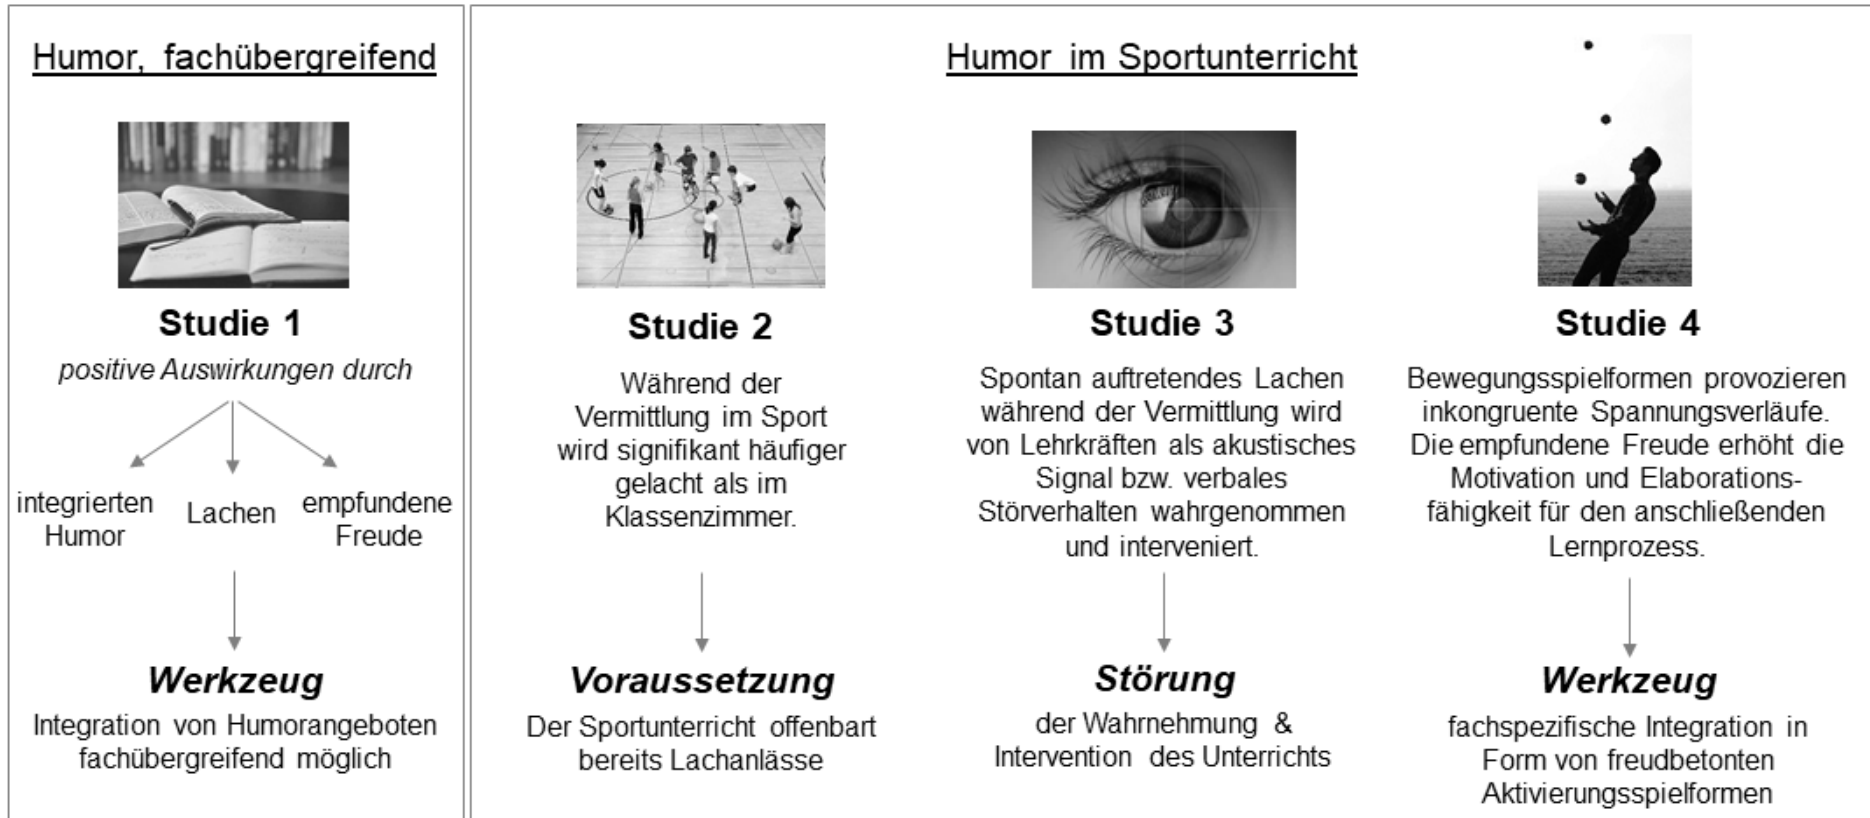 Humor, fachübergreifend
Studie 1
positive Auswirkungen durch
integrierten
Humor
Lachen
empfundene
Freude
Werkzeug
Integration von Humorangeboten
fachübergreifend möglich
Humor im Sportunterricht
Studie 2
Während der
Vermittlung im Sport
wird signifikant häufiger
gelacht als im
Klassenzimmer.
Voraussetzung
Der Sportunterricht offenbart
bereits Lachanlässe
Studie 3
Spontan auftretendes Lachen
während der Vermittlung wird
von Lehrkräften als akustisches
Signal bzw. verbales
Störverhalten wahrgenommen
und interveniert.
Störung
der Wahrnehmung &
Intervention des Unterrichts
Studie 4
Bewegungsspielformen provozieren
inkongruente Spannungsverläufe.
Die empfundene Freude erhöht die
Motivation und Elaborations-
fähigkeit für den anschließenden
Lernprozess.
Werkzeug
fachspezifische Integration in
Form von freudbetonten
Aktivierungsspielformen